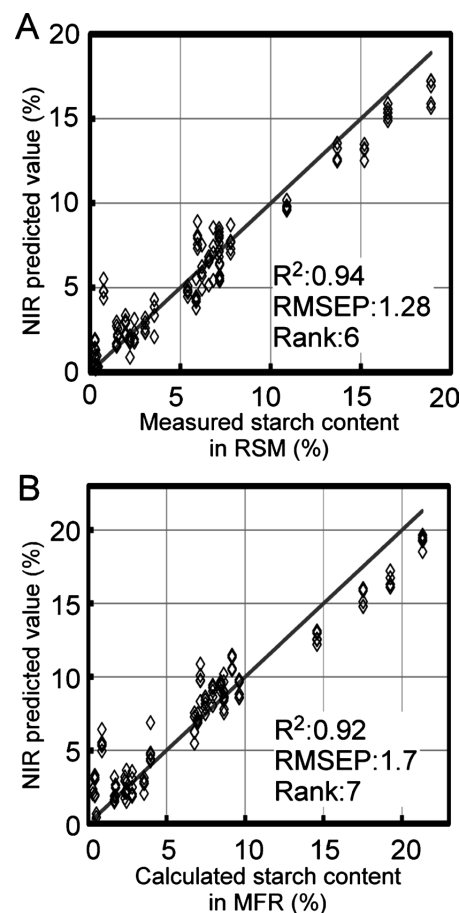 A
20
15
10
5
0
NIR predicted value (%)
R²:0.94
RMSEP:1.28
Rank:6
0 5 10 15 20
Measured starch content
in RSM (%)
B
20
15
10
5
0
NIR predicted value (%)
R²:0.92
RMSEP:1.7
Rank:7
0 5 10 15 20
Calculated starch content
in MFR (%)